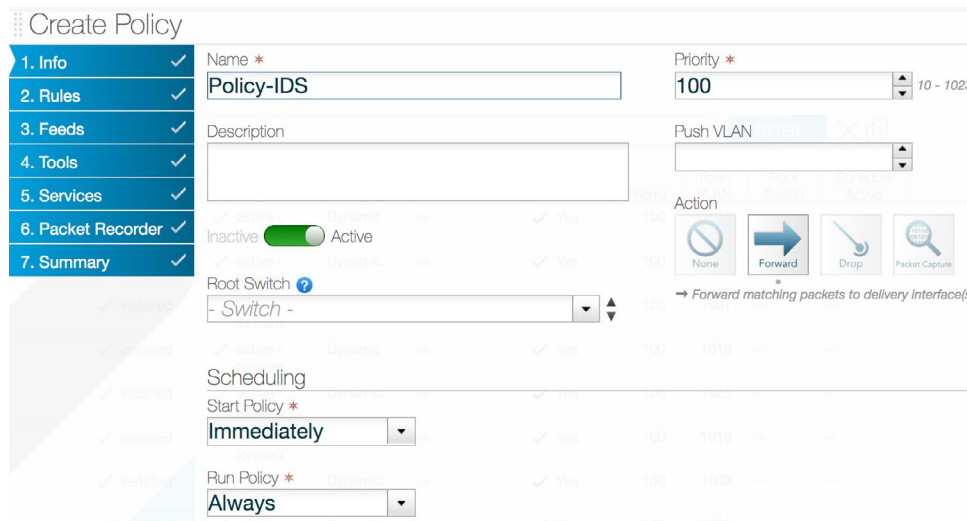 Create Policy
1. Info
2. Rules
3. Feeds
4. Tools
5. Services
6. Packet Recorder
7. Summary
Name *
Policy-IDS
Description
Inactive Active
Root Switch ?
- Switch -
Scheduling
Start Policy *
Immediately
Run Policy *
Always
Priority *
100 10 - 1023
Push VLAN
Action
None Forward Drop Packet Capture
→ Forward matching packets to delivery interface(s